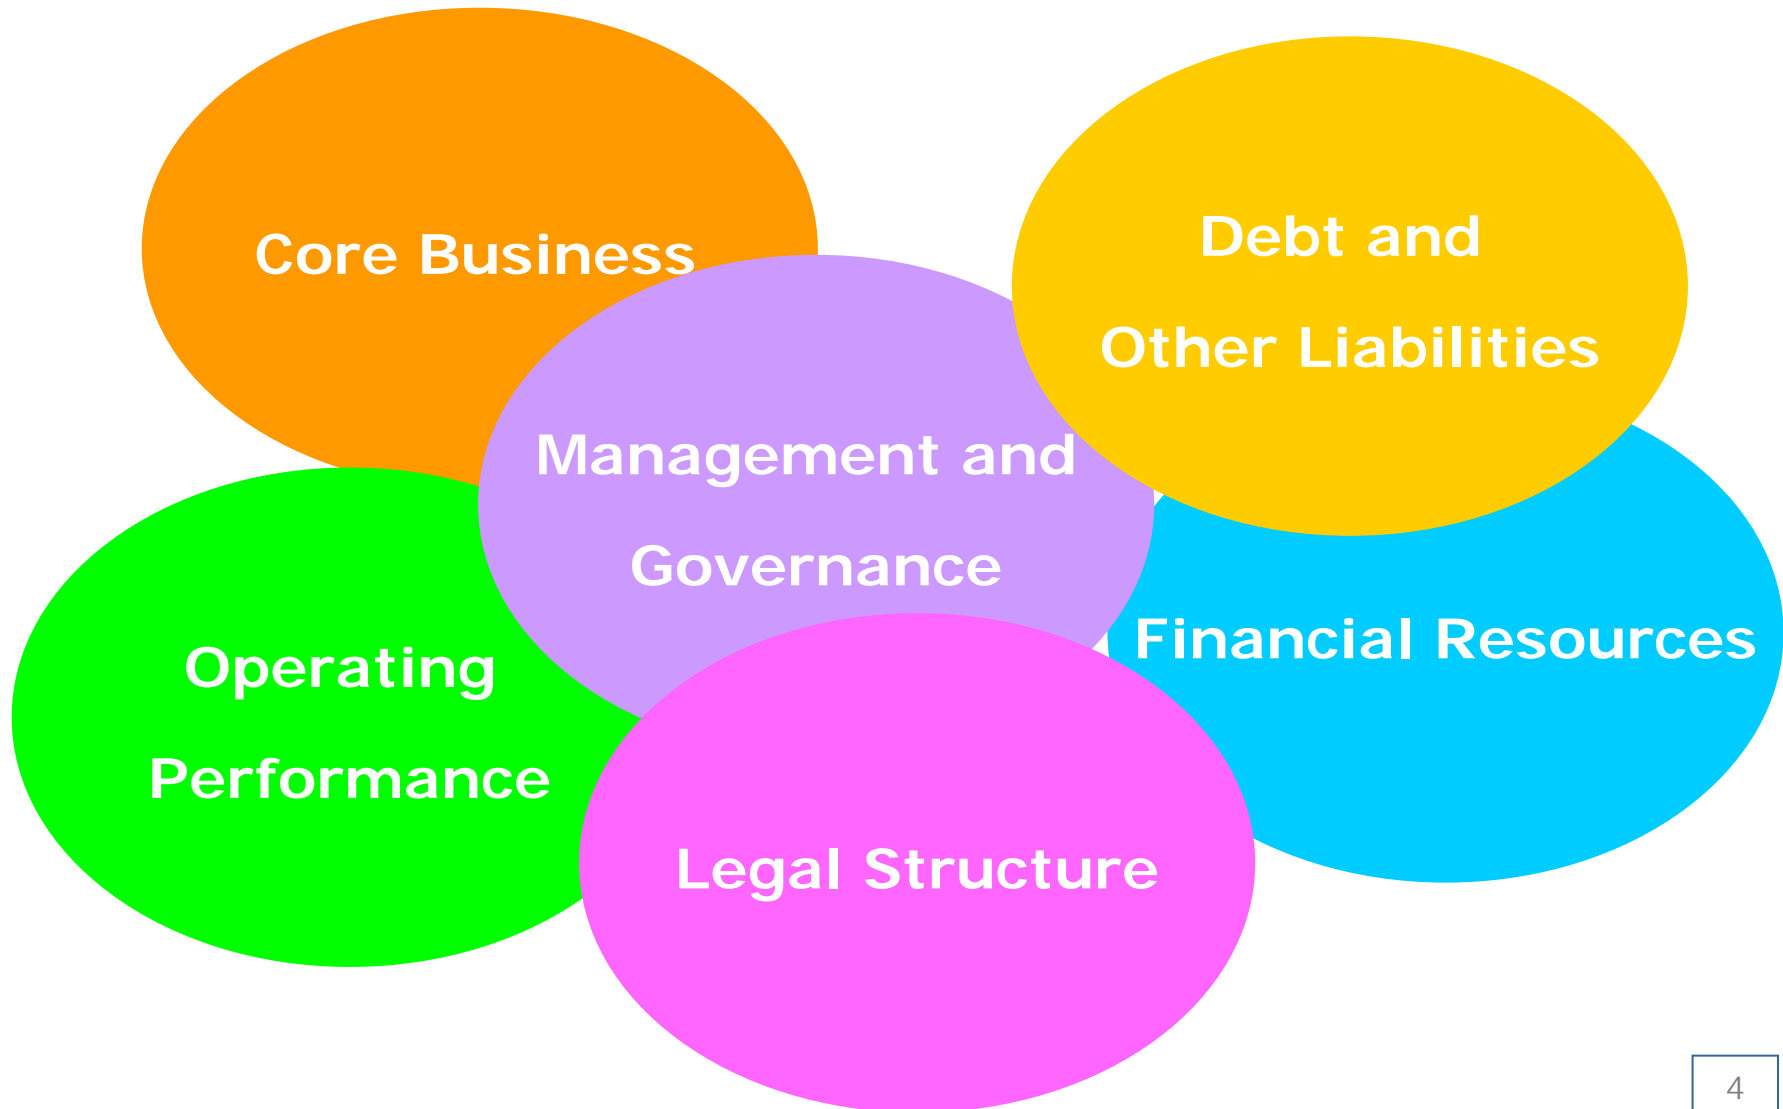 Core Business
Debt and
Other Liabilities
Management and
Governance
Operating
Performance
Financial Resources
Legal Structure
4